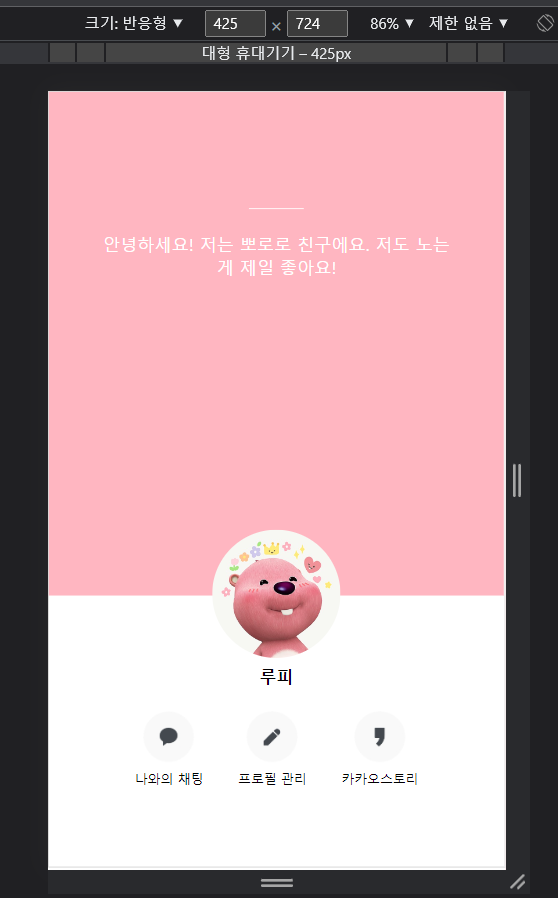 크기: 반응형 ▼ 425 × 724 86% ▼ 제한 없음 ▼
대형 휴대기기 – 425px
안녕하세요! 저는 뽀로로 친구에요. 저도 노는
게 제일 좋아요!
루피
나와의 채팅 프로필 관리 카카오스토리